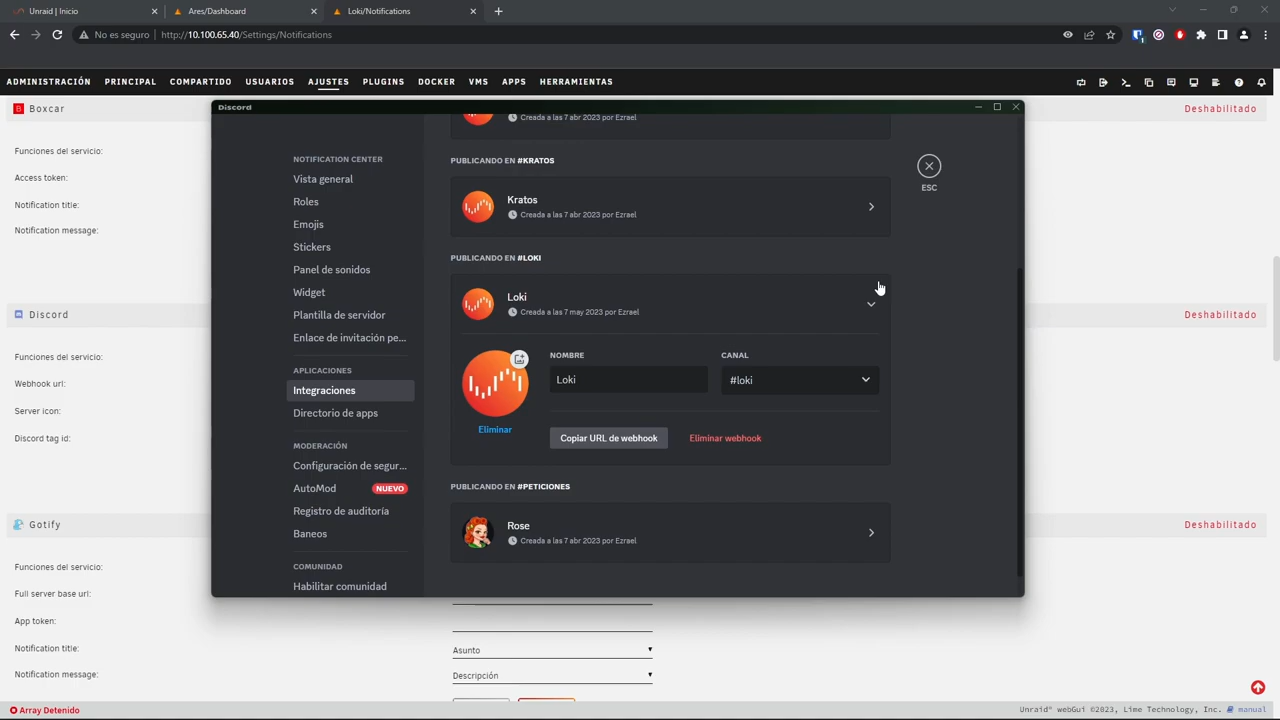 Unraid | Inicio
Ares/Dashboard
Loki/Notifications
No es seguro
http://10.100.65.40/Settings/Notifications
ADMINISTRACIÓN PRINCIPAL COMPARTIDO USUARIOS AJUSTES PLUGINS DOCKER VMS APPS HERRAMIENTAS
Boxcar
Deshabilitado
Funciones del servicio:
Access token:
Notification title:
Notification message:
Discord
Deshabilitado
Funciones del servicio:
Webhook url:
Server icon:
Discord tag id:
Gotify
Deshabilitado
Funciones del servicio:
Full server base url:
App token:
Notification title:
Asunto
Notification message:
Descripción
Array Detenido
Unraid® webGui ©2023, Lime Technology, Inc. manual
Discord
NOTIFICATION CENTER
Vista general
Roles
Emojis
Stickers
Panel de sonidos
Widget
Plantilla de servidor
Enlace de invitación pe...
APLICACIONES
Integraciones
Directorio de apps
MODERACIÓN
Configuración de segur...
AutoMod NUEVO
Registro de auditoría
Baneos
COMUNIDAD
Habilitar comunidad
Creada a las 7 abr 2023 por Ezrael
PUBLICANDO EN #KRATOS
Kratos
Creada a las 7 abr 2023 por Ezrael
PUBLICANDO EN #LOKI
Loki
Creada a las 7 may 2023 por Ezrael
NOMBRE
Loki
CANAL
#loki
Eliminar
Copiar URL de webhook
Eliminar webhook
PUBLICANDO EN #PETICIONES
Rose
Creada a las 7 abr 2023 por Ezrael
ESC